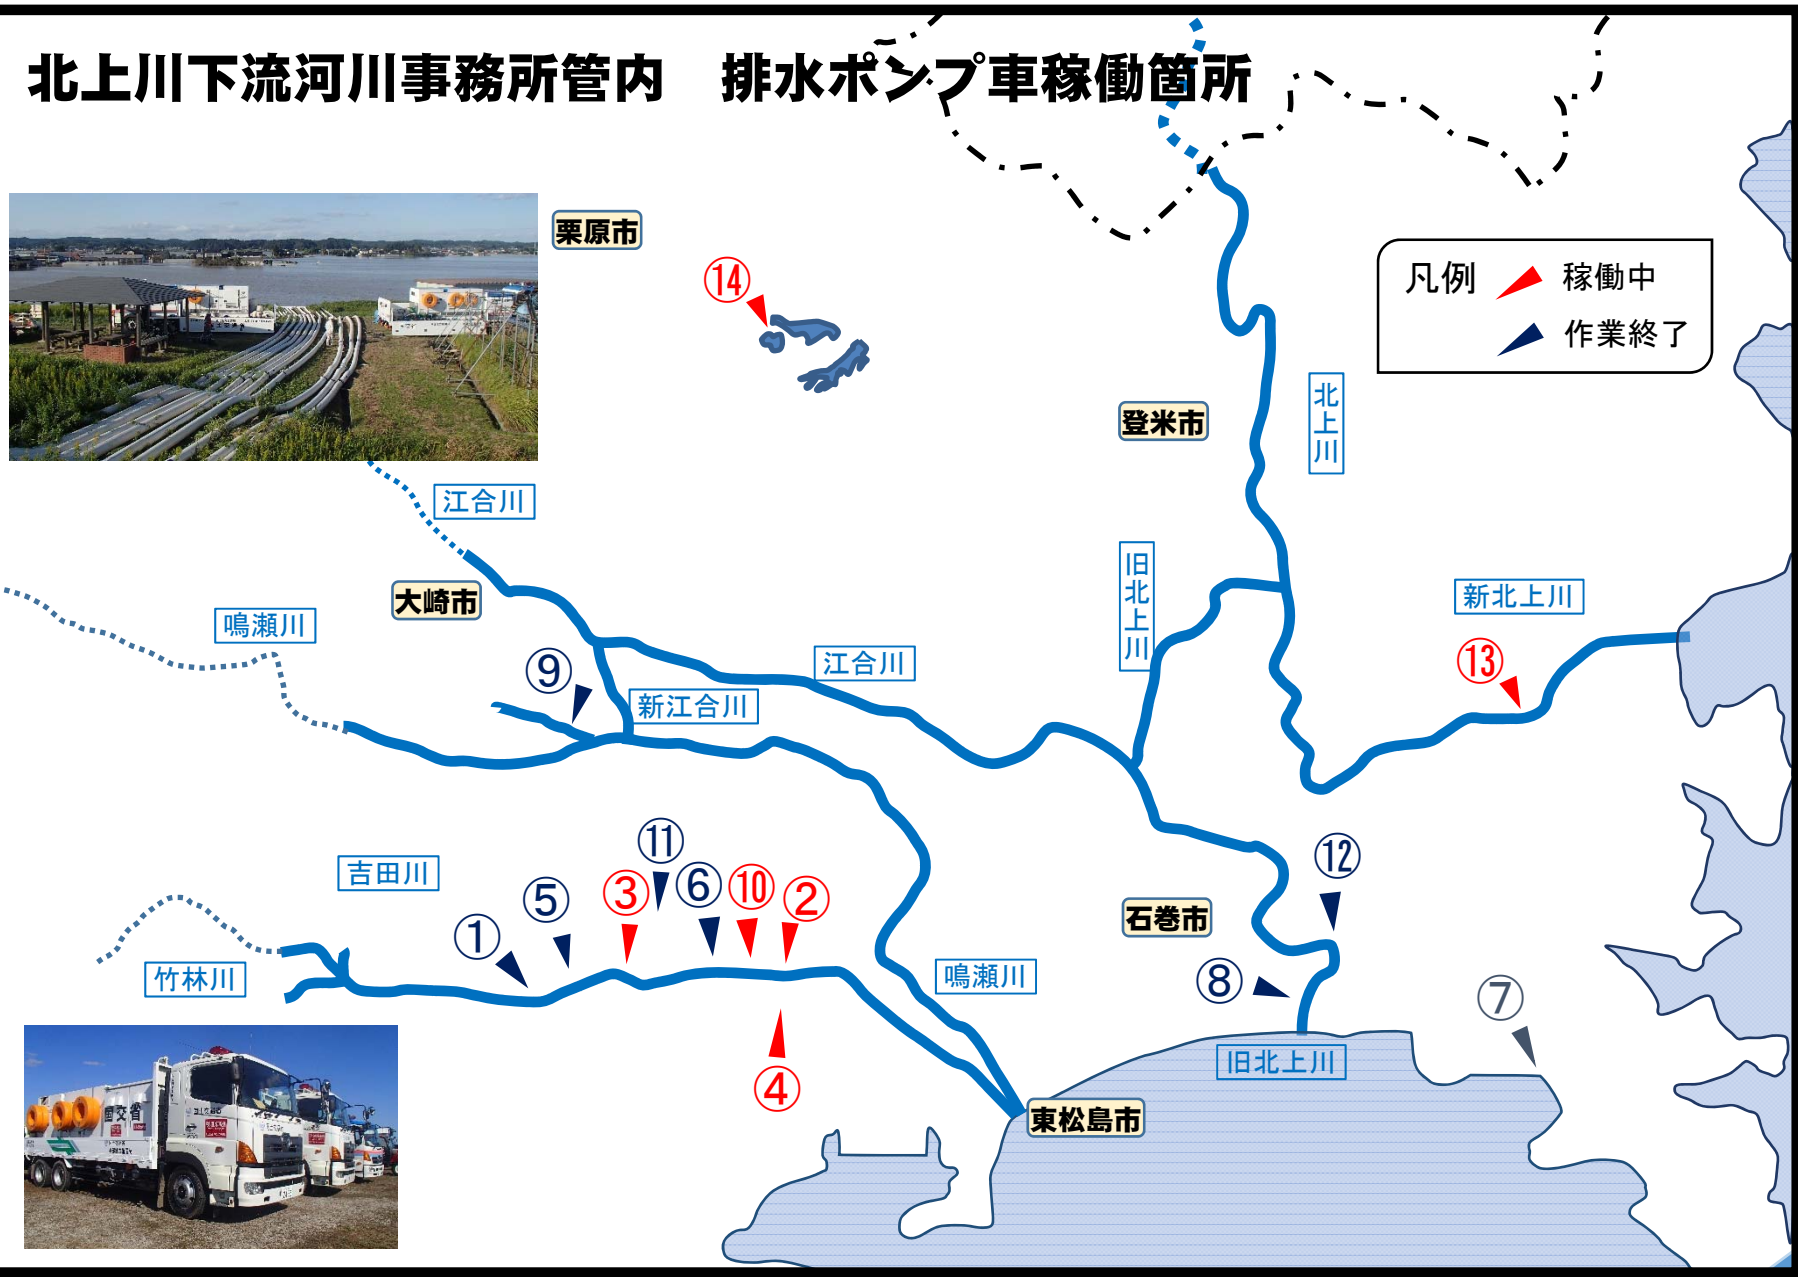 北上川下流河川事務所管内　排水ポンプ車稼働箇所
栗原市
⑭
凡例
稼働中
作業終了
北上川
登米市
江合川
旧北上川
大崎市
新北上川
鳴瀬川
⑨
江合川
⑬
新江合川
⑪
⑫
吉田川
⑤
③
⑥
⑩
②
①
石巻市
竹林川
鳴瀬川
⑧
⑦
旧北上川
④
東松島市
国交省